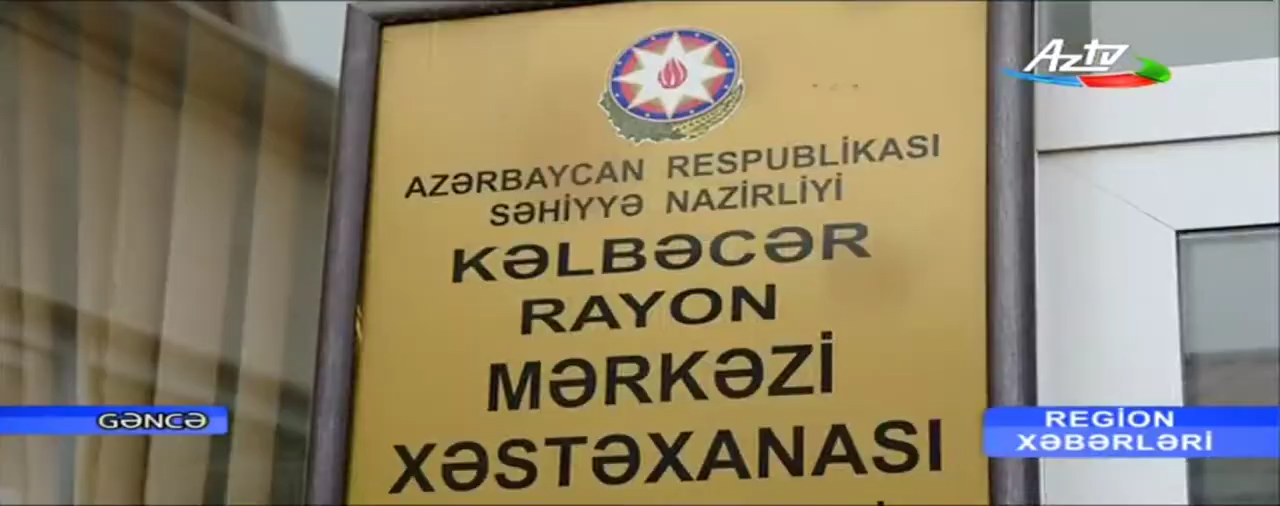 AzTV
AZƏRBAYCAN RESPUBLİKASI
SƏHİYYƏ NAZİRLİYİ
KƏLBƏCƏR
RAYON
MƏRKƏZİ
XƏSTƏXANASI
GƏNCƏ
REGİON
XƏBƏRLƏRİ